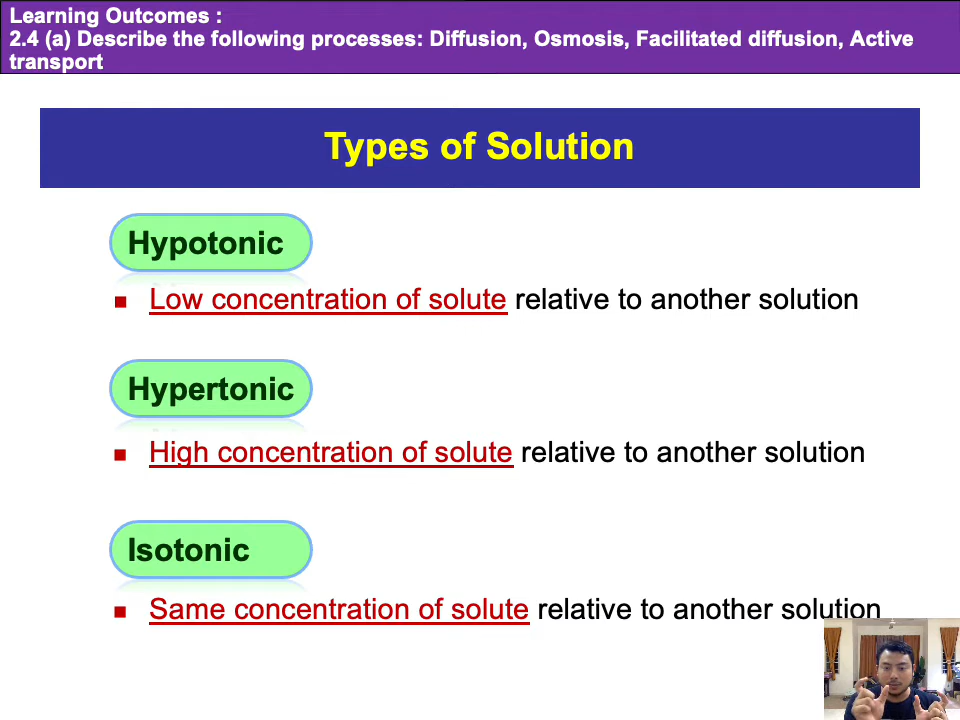 Learning Outcomes :
2.4 (a) Describe the following processes: Diffusion, Osmosis, Facilitated diffusion, Active
transport
Types of Solution
Hypotonic
Low concentration of solute relative to another solution
Hypertonic
High concentration of solute relative to another solution
Isotonic
Same concentration of solute relative to another solution